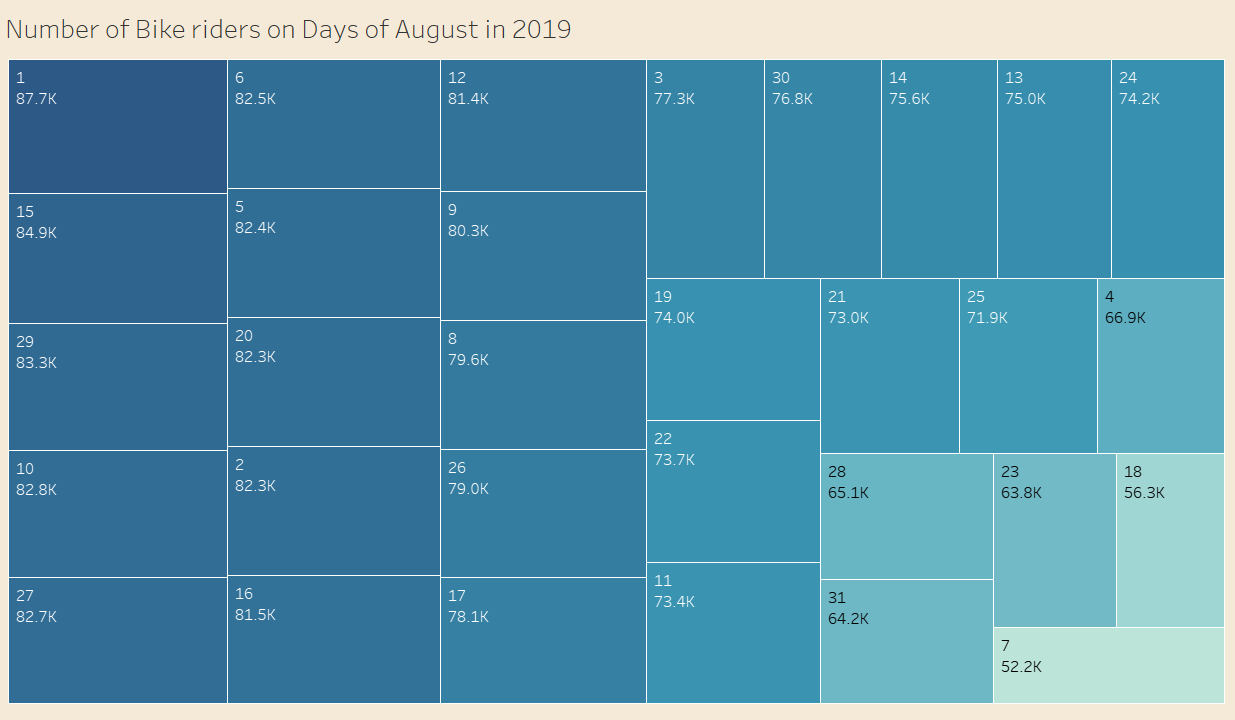 Number of Bike riders on Days of August in 2019
1
87.7K
15
84.9K
29
83.3K
10
82.8K
27
82.7K
6
82.5K
5
82.4K
20
82.3K
2
82.3K
16
81.5K
12
81.4K
9
80.3K
8
79.6K
26
79.0K
17
78.1K
3
77.3K
30
76.8K
14
75.6K
13
75.0K
24
74.2K
19
74.0K
22
73.7K
11
73.4K
21
73.0K
25
71.9K
4
66.9K
28
65.1K
31
64.2K
23
63.8K
18
56.3K
7
52.2K